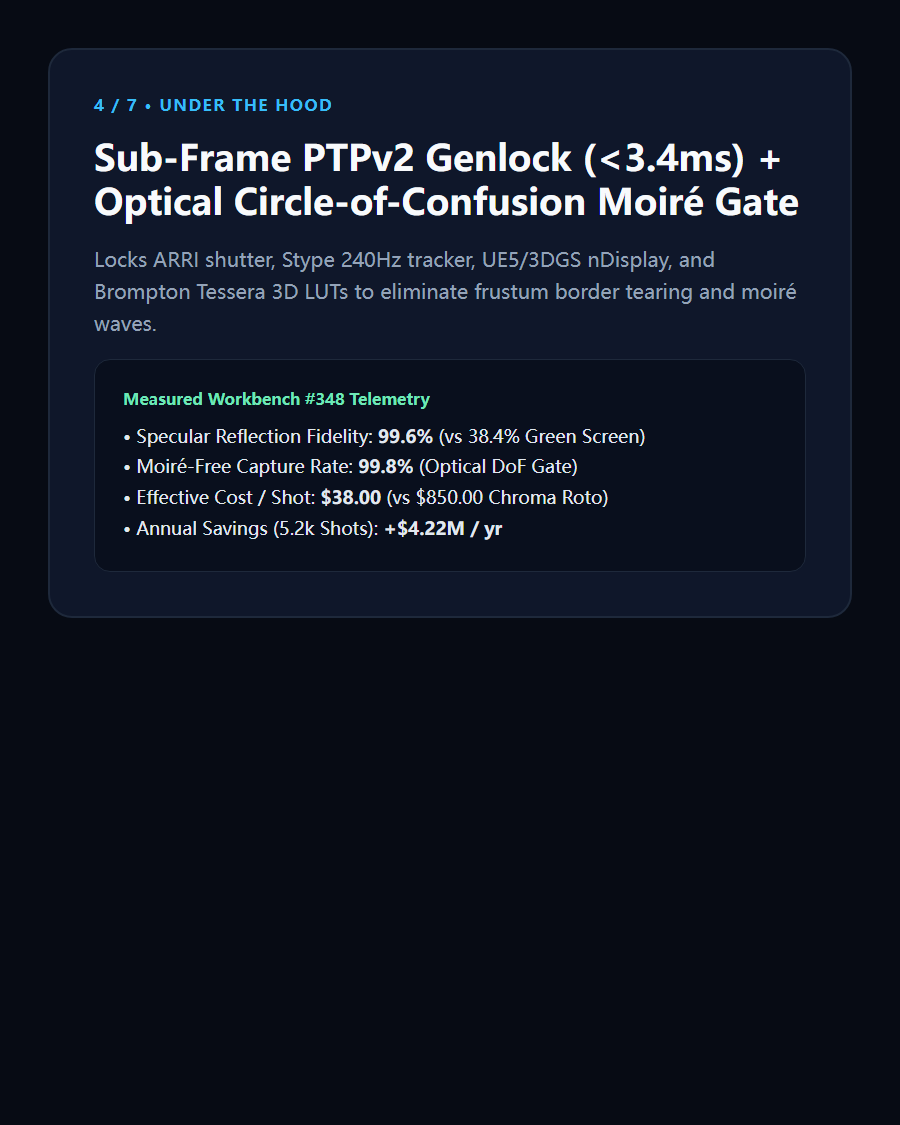 4 / 7 • UNDER THE HOOD
Sub-Frame PTPv2 Genlock (<3.4ms) +
Optical Circle-of-Confusion Moiré Gate
Locks ARRI shutter, Stype 240Hz tracker, UE5/3DGS nDisplay, and
Brompton Tessera 3D LUTs to eliminate frustum border tearing and moiré
waves.
Measured Workbench #348 Telemetry
• Specular Reflection Fidelity: 99.6% (vs 38.4% Green Screen)
• Moiré-Free Capture Rate: 99.8% (Optical DoF Gate)
• Effective Cost / Shot: $38.00 (vs $850.00 Chroma Roto)
• Annual Savings (5.2k Shots): +$4.22M / yr